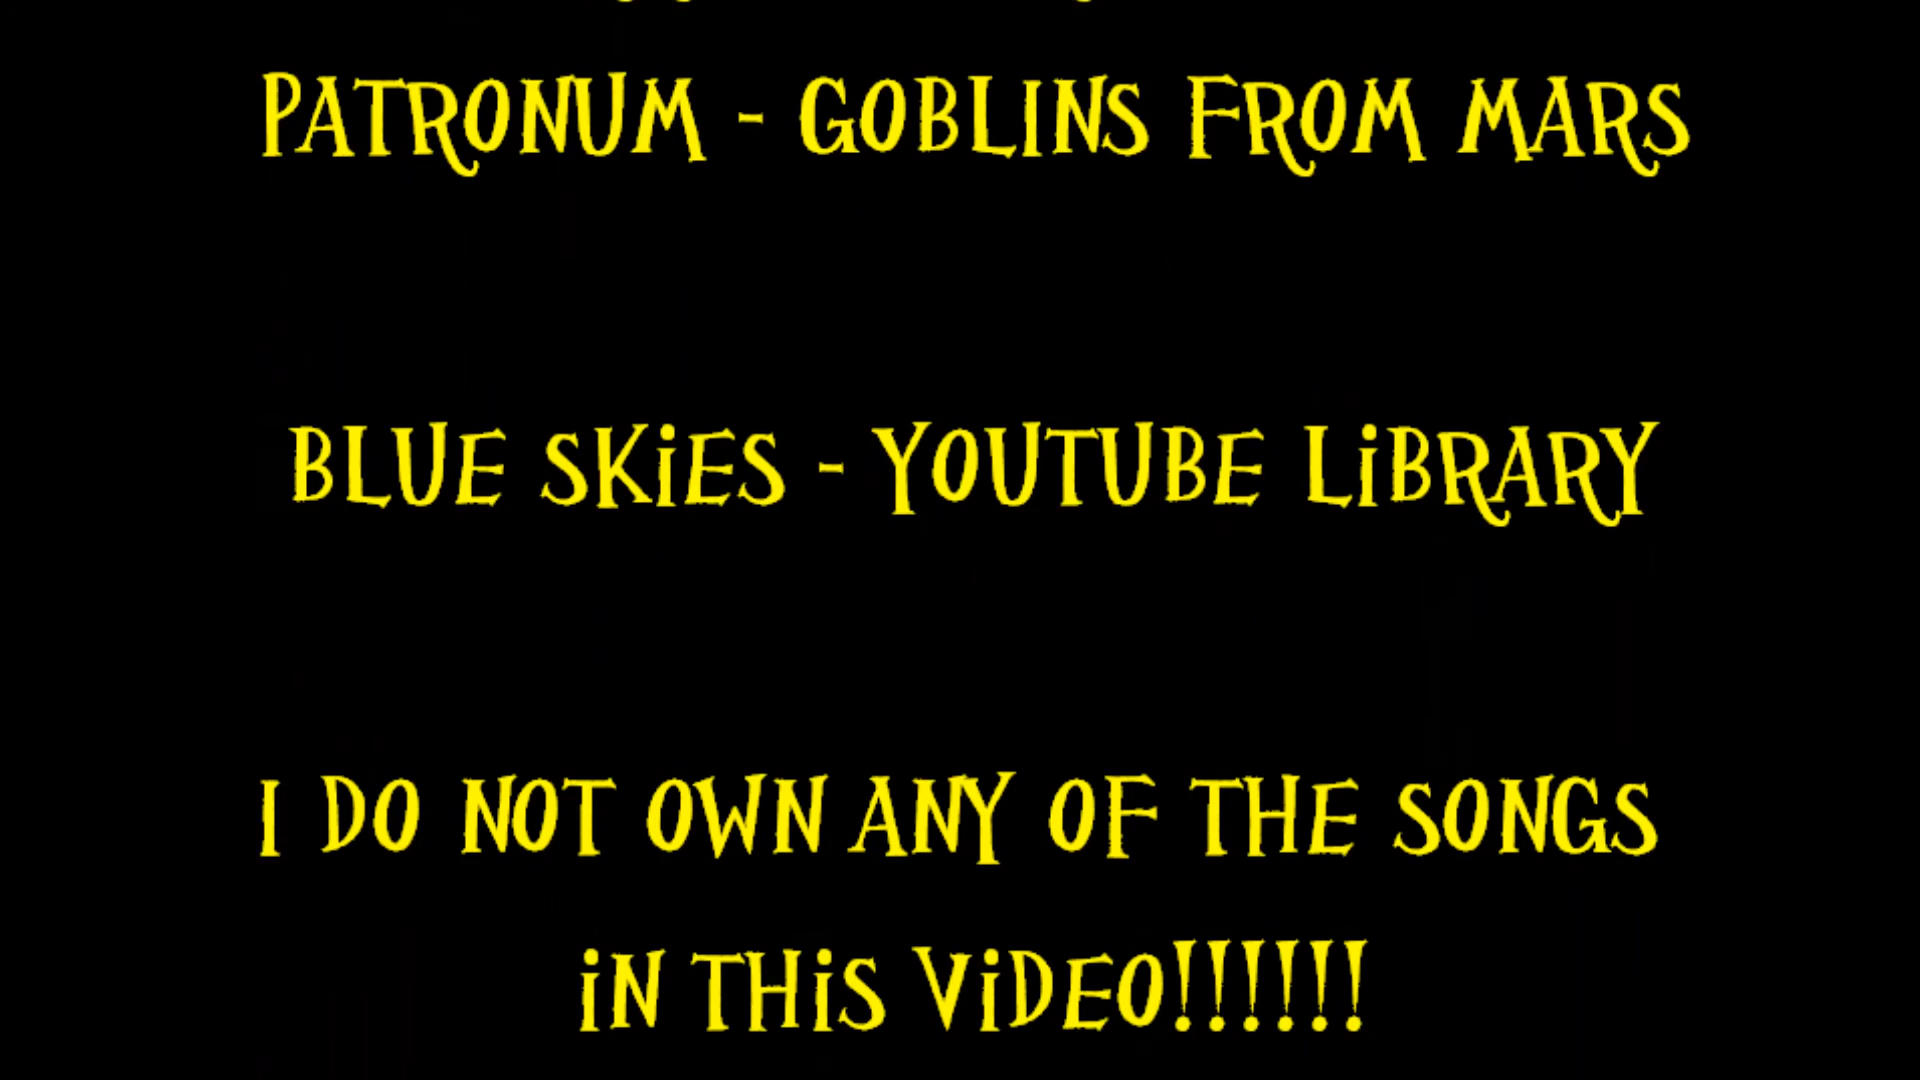 PATRONUM - GOBLINS FROM MARS
BLUE SKiES - YOUTUBE LiBRARY
I DO NOT OWN ANY OF THE SONGS
iN THiS ViDEO!!!!!!